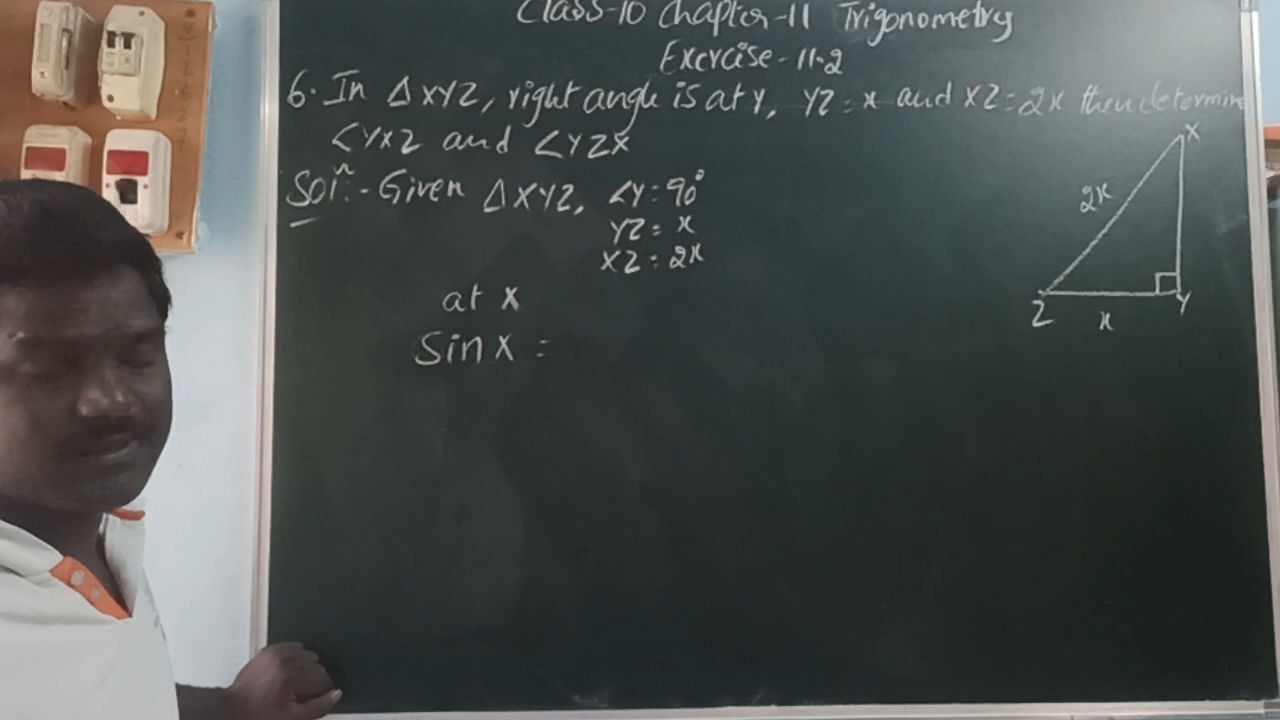 Class-10 Chapter-11 Trigonometry
Exercise-11.2
6. In ΔXYZ, right angle is at Y, YZ = x and XZ = 2x then determine
∠YXZ and ∠YZX
Solⁿ:- Given ΔXYZ, ∠Y = 90°
YZ = x
XZ = 2x
at X
Sin X =
X
2x
Z
x
Y